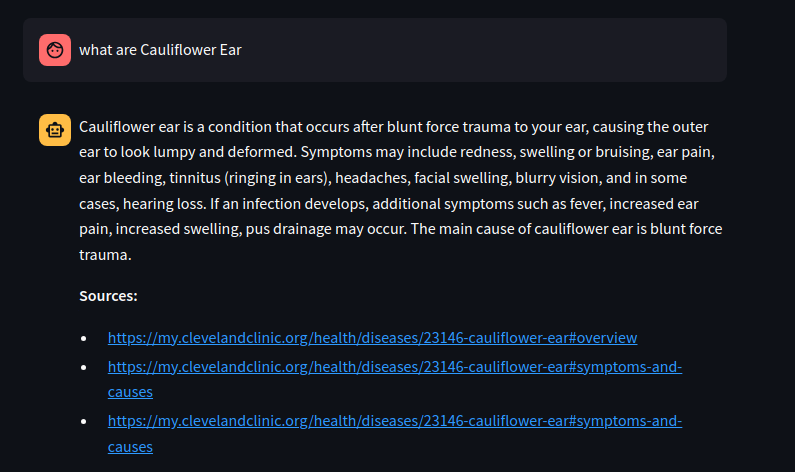 what are Cauliflower Ear
Cauliflower ear is a condition that occurs after blunt force trauma to your ear, causing the outer
ear to look lumpy and deformed. Symptoms may include redness, swelling or bruising, ear pain,
ear bleeding, tinnitus (ringing in ears), headaches, facial swelling, blurry vision, and in some
cases, hearing loss. If an infection develops, additional symptoms such as fever, increased ear
pain, increased swelling, pus drainage may occur. The main cause of cauliflower ear is blunt force
trauma.
Sources:
• https://my.clevelandclinic.org/health/diseases/23146-cauliflower-ear#overview
• https://my.clevelandclinic.org/health/diseases/23146-cauliflower-ear#symptoms-and-
causes
• https://my.clevelandclinic.org/health/diseases/23146-cauliflower-ear#symptoms-and-
causes